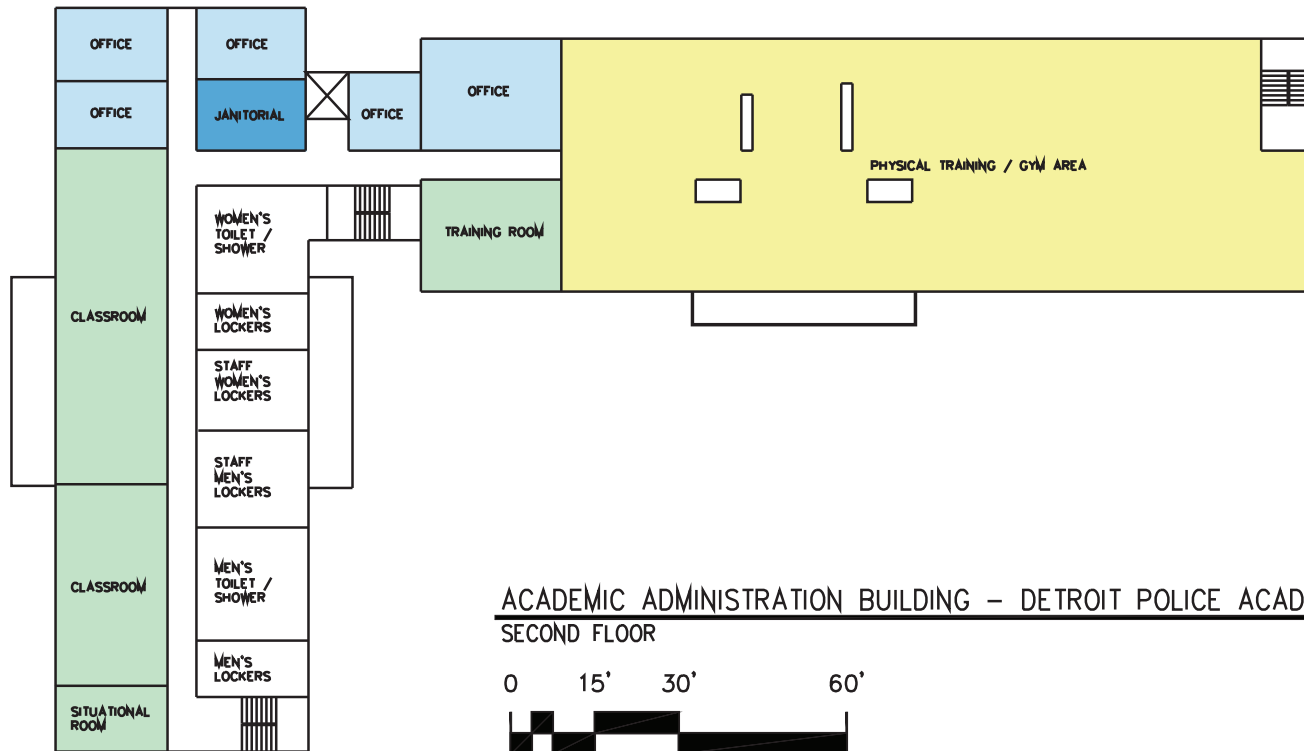 OFFICE
OFFICE
OFFICE
JANITORIAL
OFFICE
OFFICE
PHYSICAL TRAINING / GYM AREA
WOMEN'S
TOILET /
SHOWER
TRAINING ROOM
CLASSROOM
WOMEN'S
LOCKERS
STAFF
WOMEN'S
LOCKERS
STAFF
MEN'S
LOCKERS
CLASSROOM
MEN'S
TOILET /
SHOWER
MEN'S
LOCKERS
SITUATIONAL
ROOM
ACADEMIC ADMINISTRATION BUILDING – DETROIT POLICE ACAD
SECOND FLOOR
0 15' 30' 60'